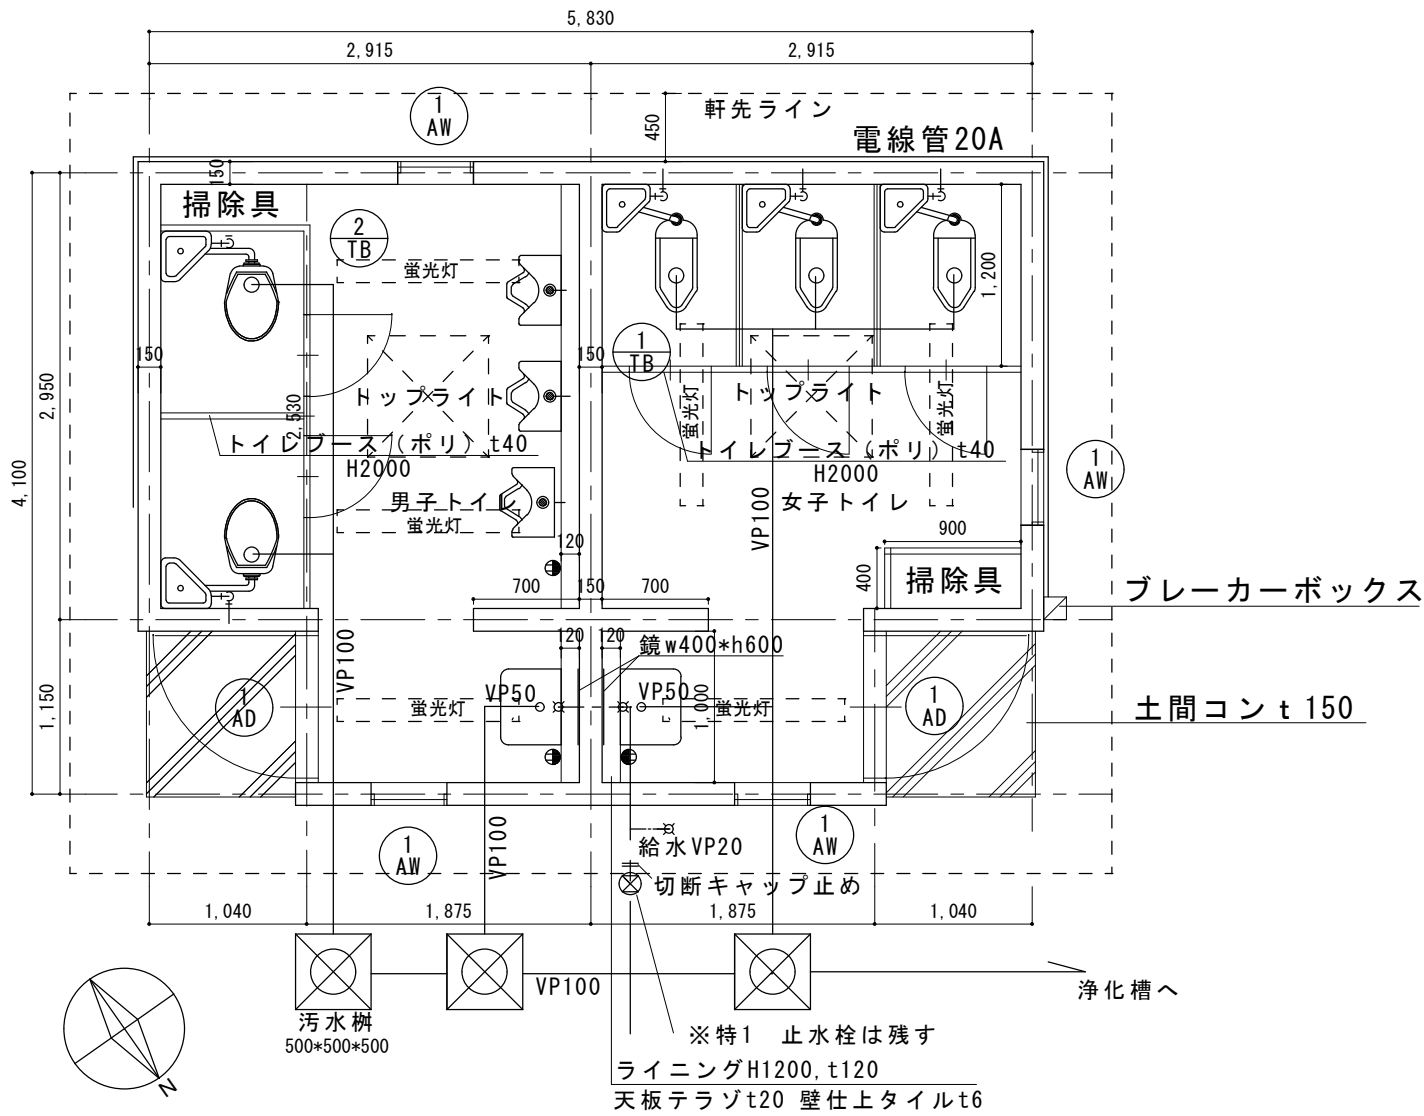 5,830
2,915
2,915
1
AW
軒先ライン
450
電線管20A
150
掃除具
2
TB
蛍光灯
1,200
150
150
1
TB
トップライト
トップライト
2,950
2,530
蛍光灯
蛍光灯
トイレブース(ポリ)t40
H2000
トイレブース(ポリ)t40
H2000
1
AW
4,100
男子トイレ
女子トイレ
蛍光灯
VP100
900
120
400
掃除具
700
150
700
ブレーカーボックス
120
120
鏡w400*h600
VP100
1
AD
蛍光灯
VP50
VP50
1,000
蛍光灯
1
AD
土間コンt150
1,150
1
AW
VP100
給水VP20
1
AW
切断キャップ止め
1,040
1,875
1,875
1,040
VP100
浄化槽へ
汚水桝
500*500*500
※特1 止水栓は残す
ライニングH1200,t120
天板テラゾt20 壁仕上タイルt6
N